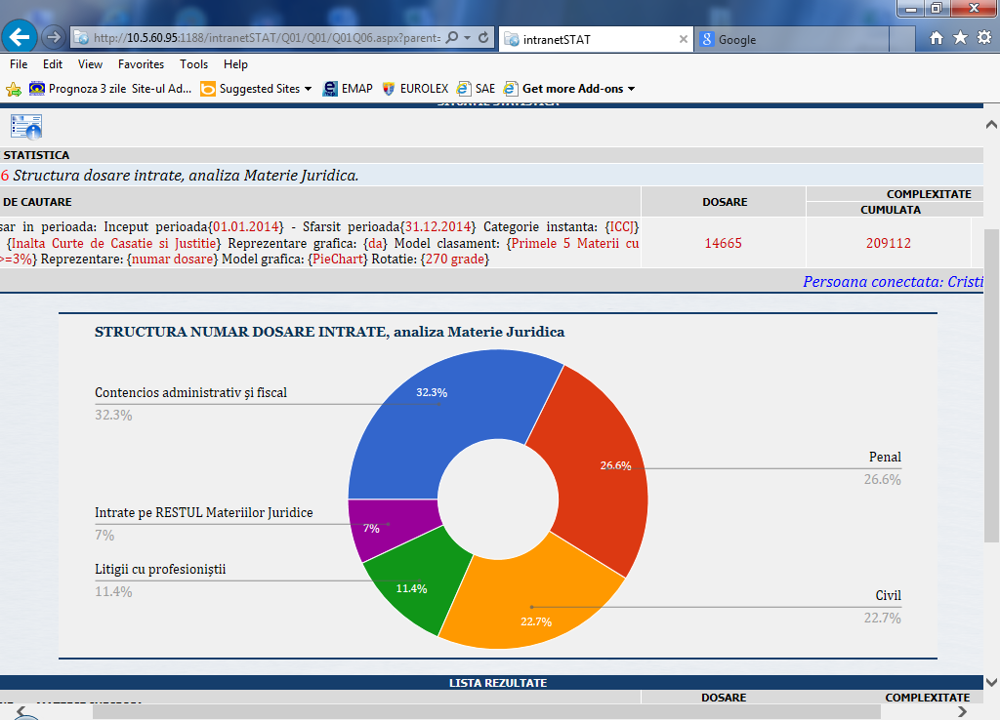 http://10.5.60.95:1188/intranetSTAT/Q01/Q01/Q01Q06.aspx?parent=
intranetSTAT
Google
File Edit View Favorites Tools Help
Prognoza 3 zile Site-ul Ad... Suggested Sites EMAP EUROLEX SAE Get more Add-ons
STATISTICA
6 Structura dosare intrate, analiza Materie Juridica.
DE CAUTARE DOSARE COMPLEXITATE
CUMULATA
sar in perioada: Inceput perioada{01.01.2014} - Sfarsit perioada{31.12.2014} Categorie instanta: {ICCJ}
{Inalta Curte de Casatie si Justitie} Reprezentare grafica: {da} Model clasament: {Primele 5 Materii cu
>=3%} Reprezentare: {numar dosare} Model grafica: {PieChart} Rotatie: {270 grade}
14665 209112
Persoana conectata: Cristi
STRUCTURA NUMAR DOSARE INTRATE, analiza Materie Juridica
Contencios administrativ și fiscal
32.3%
32.3%
Penal
26.6%
26.6%
Intrate pe RESTUL Materiilor Juridice
7%
7%
Litigii cu profesioniștii
11.4%
11.4%
Civil
22.7%
22.7%
LISTA REZULTATE
DOSARE COMPLEXITATE